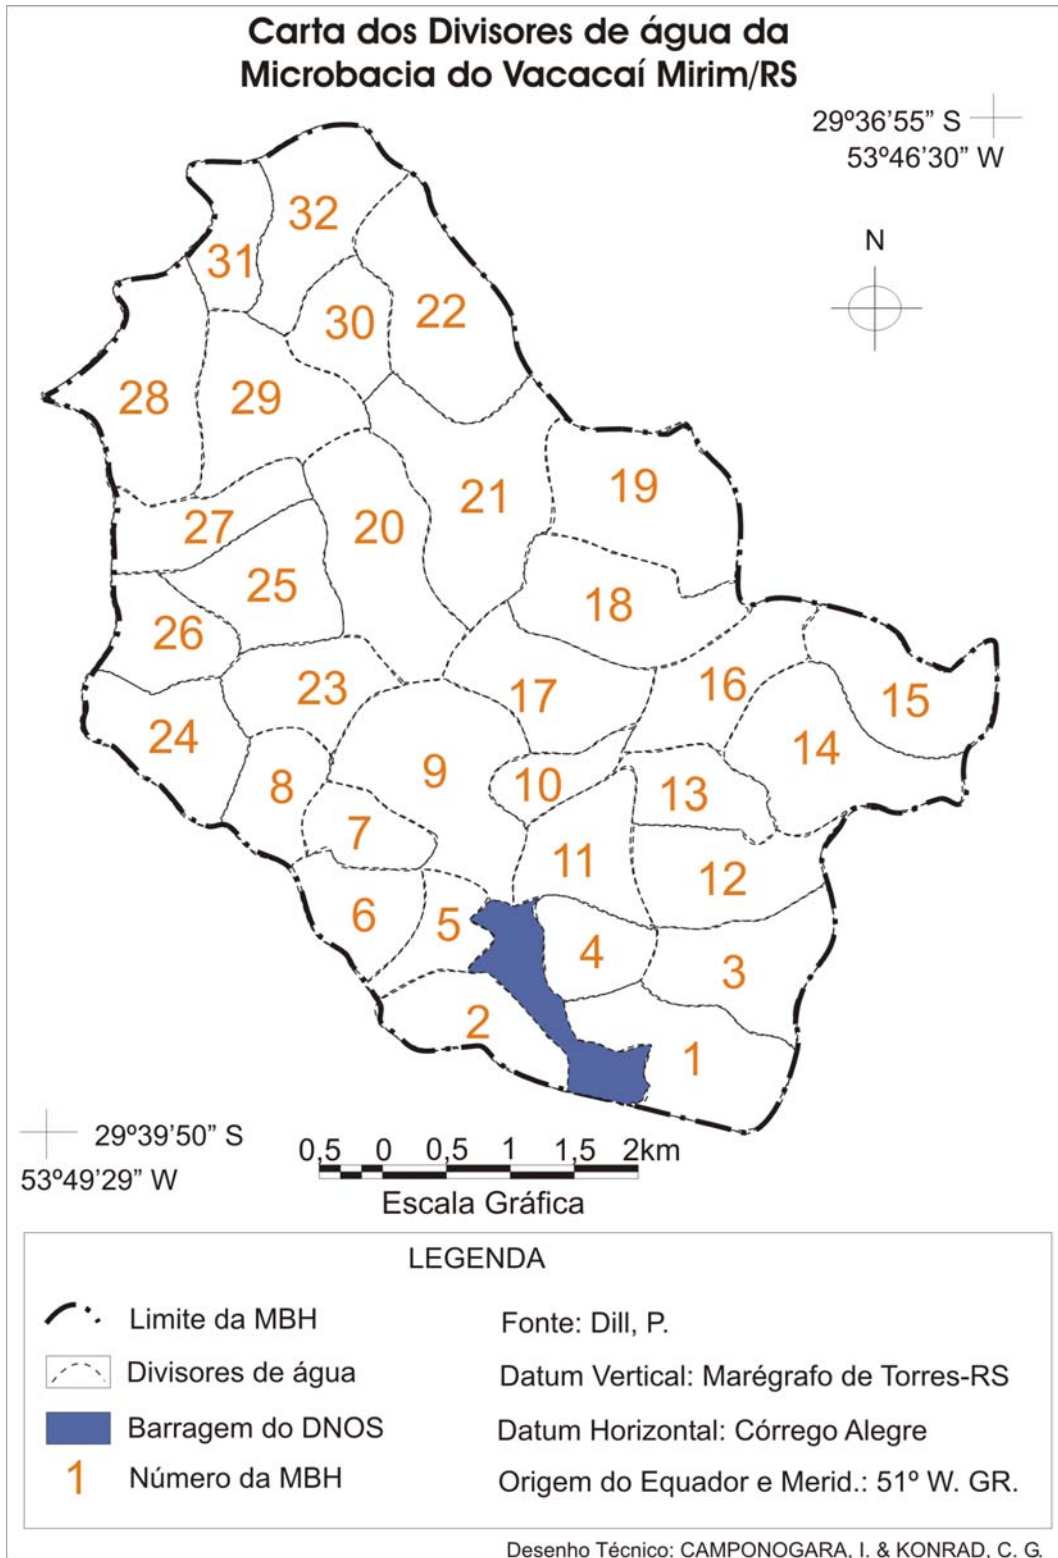 Carta dos Divisores de água da
Microbacia do Vacacaí Mirim/RS
29º36'55” S
53º46'30” W
N
32
31
30
22
28
29
19
21
27
20
25
18
26
23
17
16
15
24
14
9
8
10
13
7
11
12
6
5
4
3
2
1
29º39'50” S
53º49'29” W
0,5 0 0,5 1 1,5 2km
Escala Gráfica
LEGENDA
Limite da MBH
Divisores de água
Barragem do DNOS
1 Número da MBH
Fonte: Dill, P.
Datum Vertical: Marégrafo de Torres-RS
Datum Horizontal: Córrego Alegre
Origem do Equador e Merid.: 51º W. GR.
Desenho Técnico: CAMPONOGARA, I. & KONRAD, C. G.